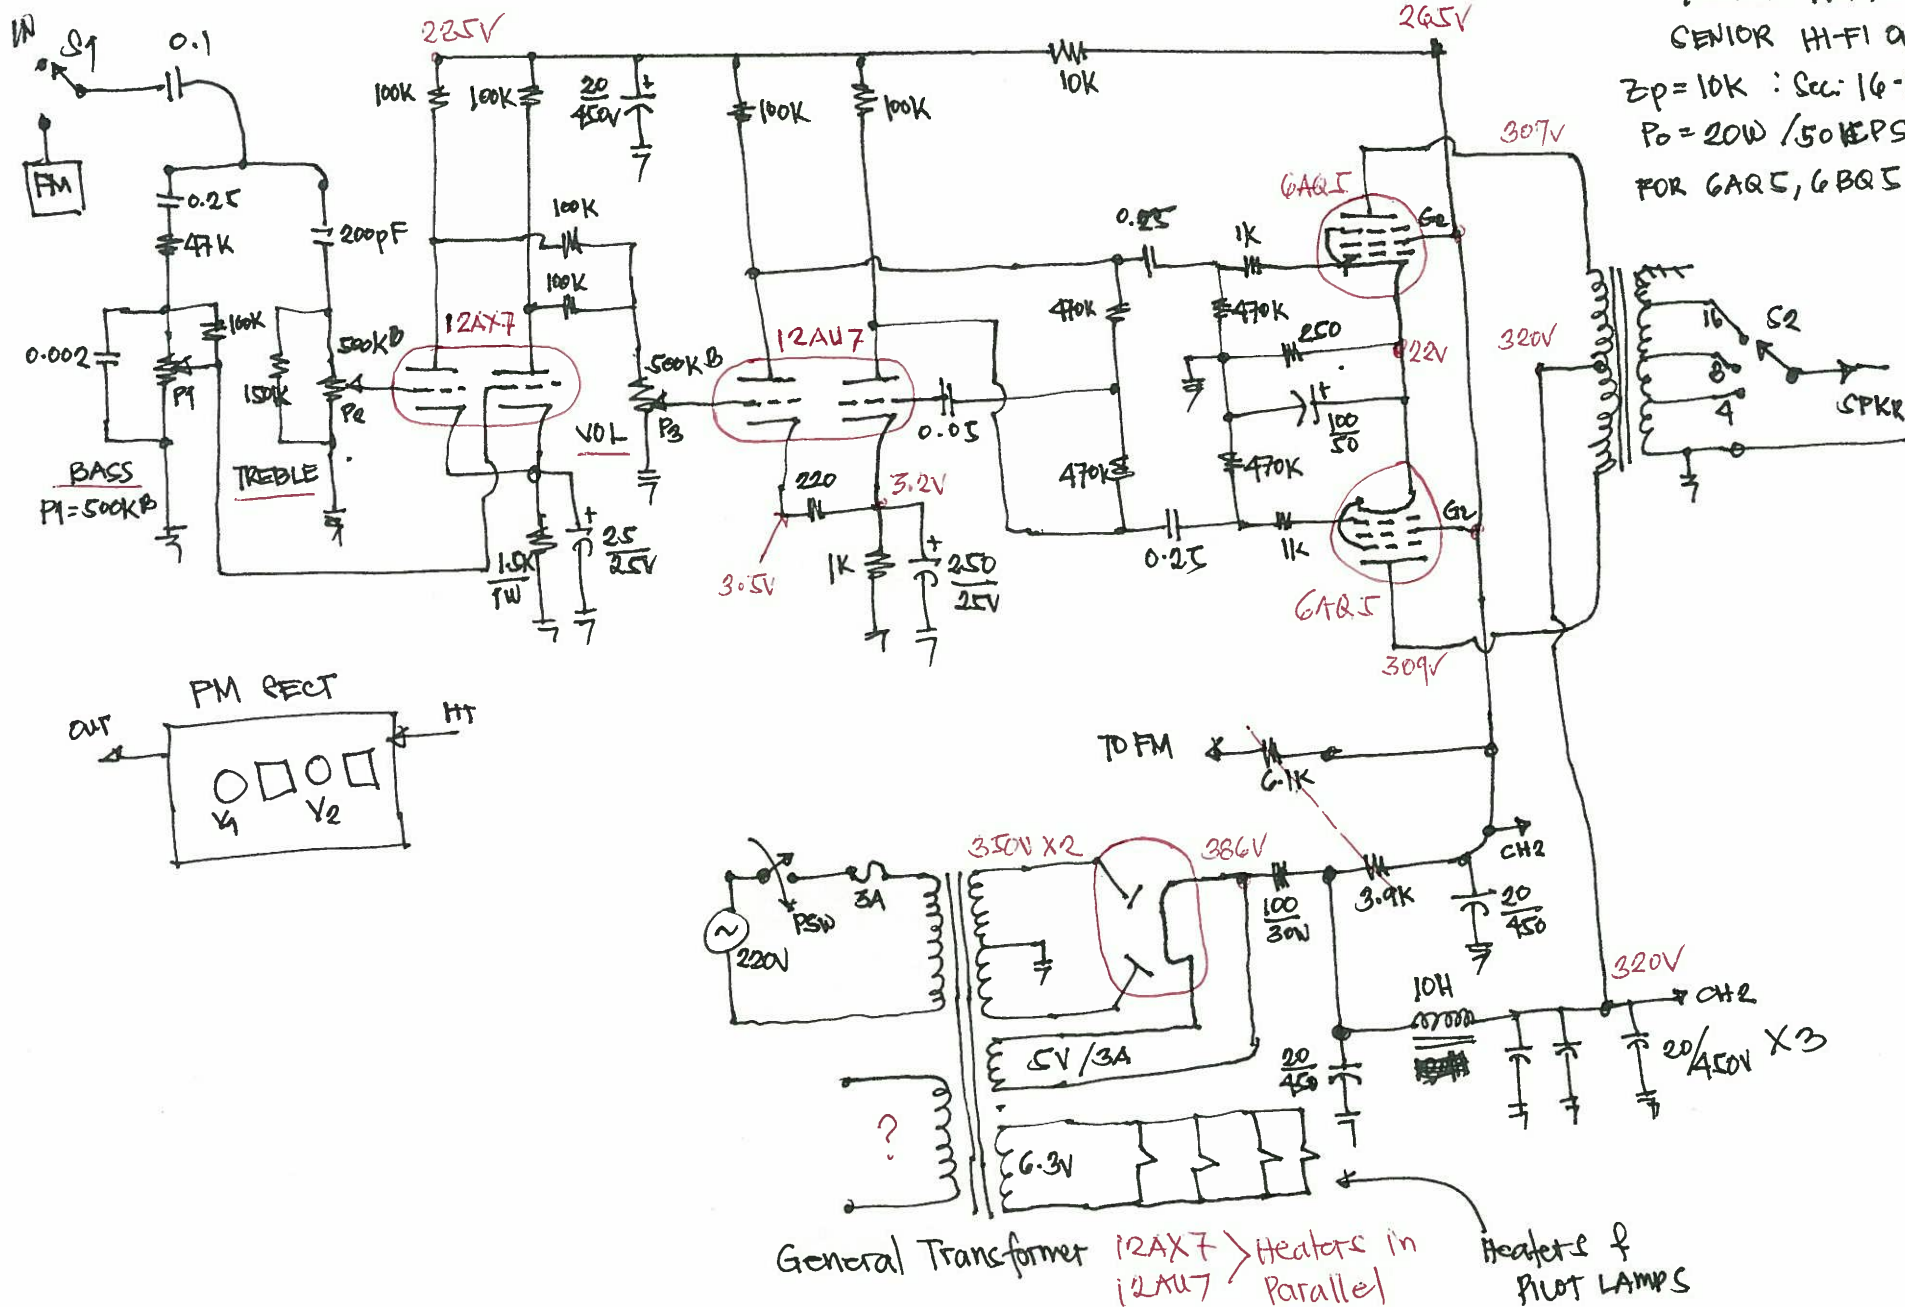 IN
S1
0.1
FM
0.25
47K
200pF
0.002
P1
100K
150K
500KB
P2
BASS
P1=500KB
TREBLE
225V
100K
100K
20/450V
100K
100K
10K
265V
100K
100K
12AX7
500KB
VOL
P3
1.5K/1W
25/25V
12AU7
0.05
220
3.2V
3.5V
1K
250/25V
SENIOR HI-FI
Zp=10K : Sec: 16-
Po=20W /50
FOR 6AQ5, 6BQ5
307V
6AQ5
G2
0.25
1K
470K
470K
250
22V
100/50
470K
470K
0.25
1K
G2
6AQ5
309V
320V
16
8
4
S2
SPKR
FM SECT
OUT
HT
V1
V2
TO FM
6.1K
CH2
350V X2
386V
100/30W
3.9K
20/450
PSW
3A
220V
5V/3A
20/450
10H
320V
CH2
20/450V X3
?
6.3V
General Transformer
12AX7
12AU7
Heaters in
Parallel
Heaters &
PILOT LAMPS